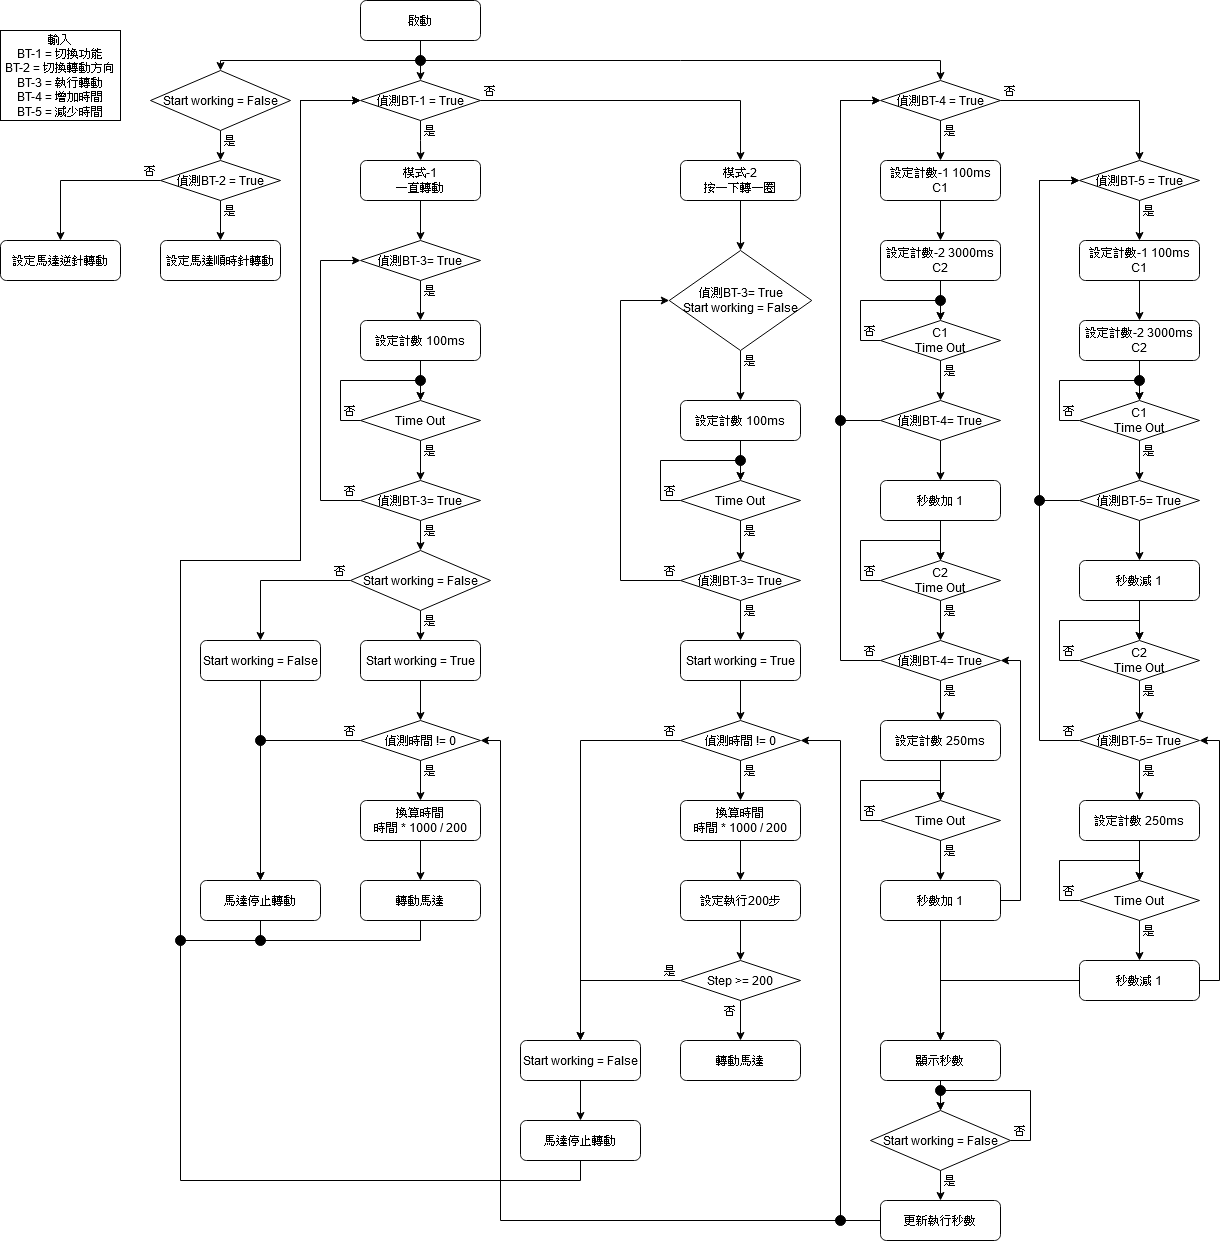 啟動
輸入
BT-1 = 切換功能
BT-2 = 切換轉動方向
BT-3 = 執行轉動
BT-4 = 增加時間
BT-5 = 減少時間
Start working = False
是
偵測BT-2 = True
否
是
設定馬達逆針轉動
設定馬達順時針轉動
偵測BT-1 = True
否
是
模式-1
一直轉動
偵測BT-3= True
是
設定計數 100ms
Time Out
否
是
偵測BT-3= True
否
是
Start working = False
否
是
Start working = False
Start working = True
偵測時間 != 0
否
是
換算時間
時間 * 1000 / 200
馬達停止轉動
轉動馬達
模式-2
按一下轉一圈
偵測BT-3= True
Start working = False
是
設定計數 100ms
Time Out
否
是
偵測BT-3= True
否
是
Start working = True
偵測時間 != 0
否
是
換算時間
時間 * 1000 / 200
設定執行200步
Step >= 200
是
否
Start working = False
轉動馬達
馬達停止轉動
偵測BT-4 = True
否
是
設定計數-1 100ms
C1
設定計數-2 3000ms
C2
C1
Time Out
否
是
偵測BT-4= True
秒數加 1
C2
Time Out
否
是
偵測BT-4= True
否
是
設定計數 250ms
Time Out
否
是
秒數加 1
偵測BT-5 = True
是
設定計數-1 100ms
C1
設定計數-2 3000ms
C2
C1
Time Out
否
是
偵測BT-5= True
秒數減 1
C2
Time Out
否
是
偵測BT-5= True
否
是
設定計數 250ms
Time Out
否
是
秒數減 1
顯示秒數
Start working = False
否
是
更新執行秒數